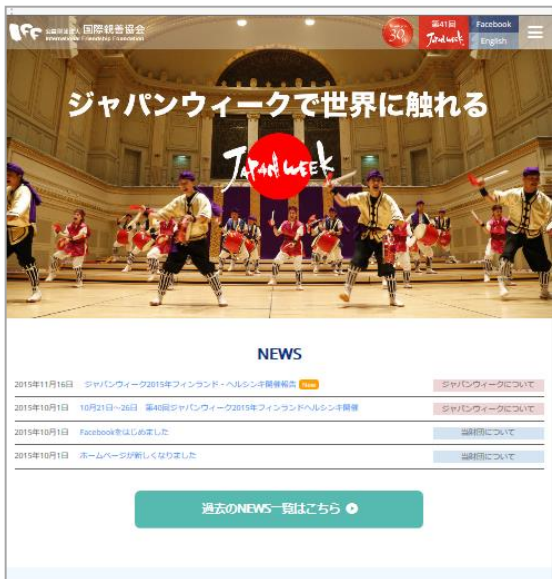 IFF 公益財団法人 国際親善協会
International Friendship Foundation
30th
第41回
Japan Week
Facebook
English
ジャパンウィークで世界に触れる
JAPAN WEEK
NEWS
2015年11月16日 ジャパンウィーク2015年フィンランド・ヘルシンキ開催報告 New ジャパンウィークについて
2015年10月1日 10月21日～26日 第40回ジャパンウィーク2015年フィンランドヘルシンキ開催 ジャパンウィークについて
2015年10月1日 Facebookをはじめました 当財団について
2015年10月1日 ホームページが新しくなりました 当財団について
過去のNEWS一覧はこちら